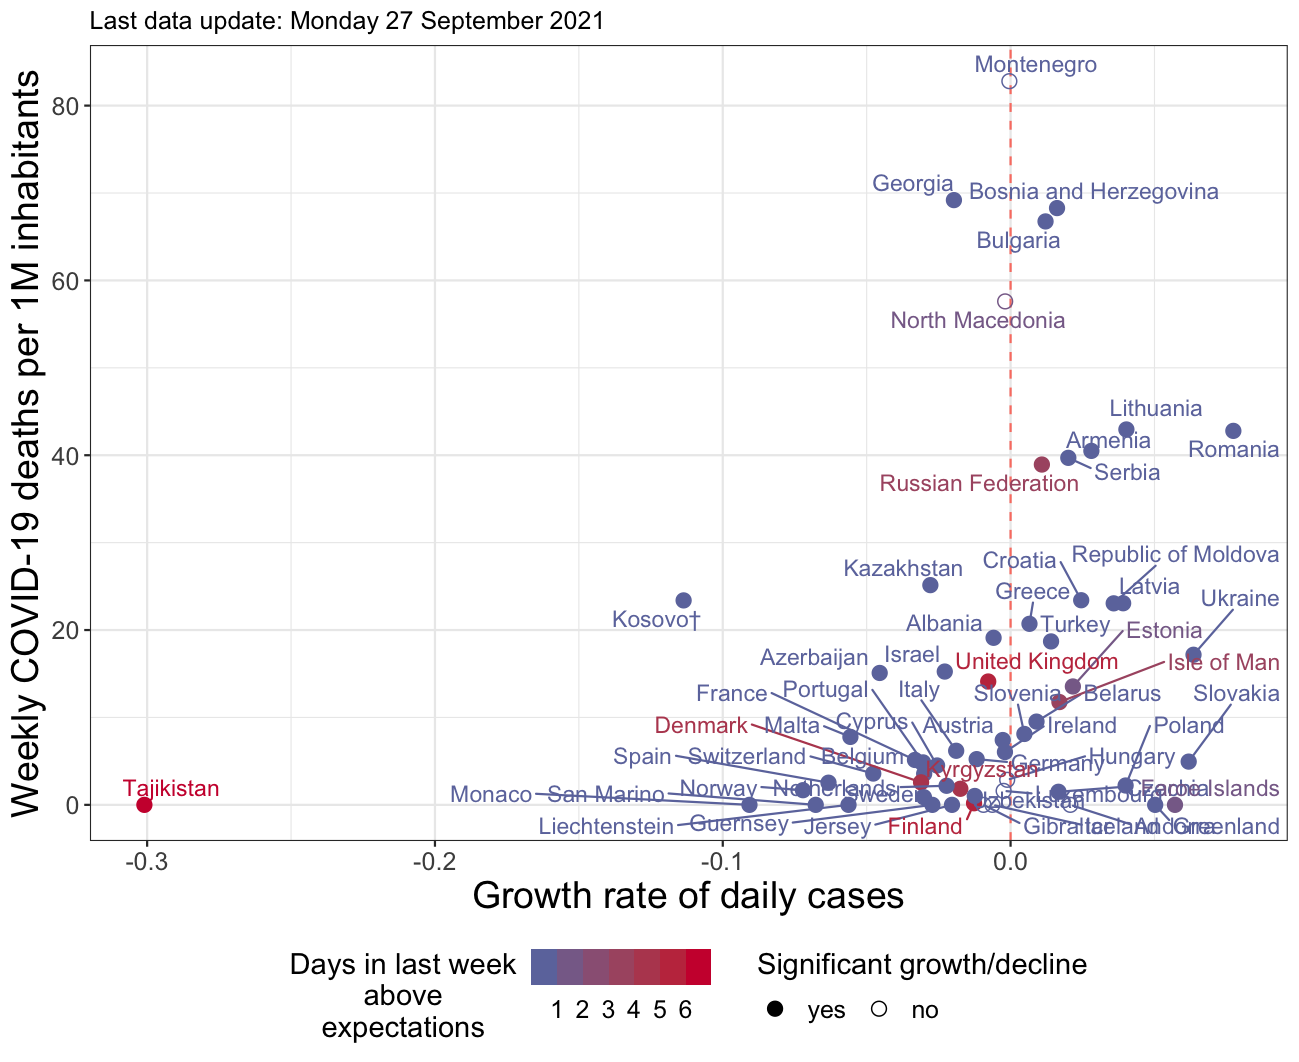 Last data update: Monday 27 September 2021
Weekly COVID-19 deaths per 1M inhabitants
80
60
40
20
0
Montenegro
Georgia
Bosnia and Herzegovina
Bulgaria
North Macedonia
Lithuania
Armenia
Romania
Serbia
Russian Federation
Croatia
Republic of Moldova
Kazakhstan
Latvia
Greece
Ukraine
Kosovo†
Albania
Turkey
Estonia
Azerbaijan
Israel
United Kingdom
Isle of Man
France
Portugal
Italy
Slovenia
Belarus
Slovakia
Denmark
Malta
Cyprus
Austria
Ireland
Poland
Spain
Switzerland
Belgium
Germany
Hungary
Kyrgyzstan
Tajikistan
Monaco
San Marino
Norway
Netherlands
Sweden
Uzbekistan
Luxembourg
Czechia
Faroe Islands
Liechtenstein
Guernsey
Jersey
Finland
Gibraltar
Iceland
Andorra
Greenland
-0.3
-0.2
-0.1
0.0
Growth rate of daily cases
Days in last week
above
expectations
1 2 3 4 5 6
Significant growth/decline
yes
no